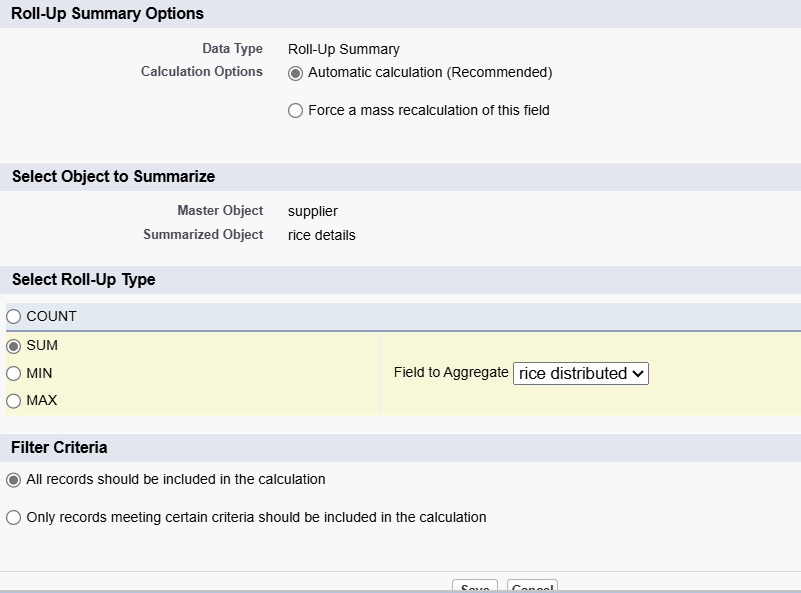 Roll-Up Summary Options
Data Type Roll-Up Summary
Calculation Options Automatic calculation (Recommended)
Force a mass recalculation of this field
Select Object to Summarize
Master Object supplier
Summarized Object rice details
Select Roll-Up Type
COUNT
SUM
MIN
Field to Aggregate rice distributed
MAX
Filter Criteria
All records should be included in the calculation
Only records meeting certain criteria should be included in the calculation
Save Cancel